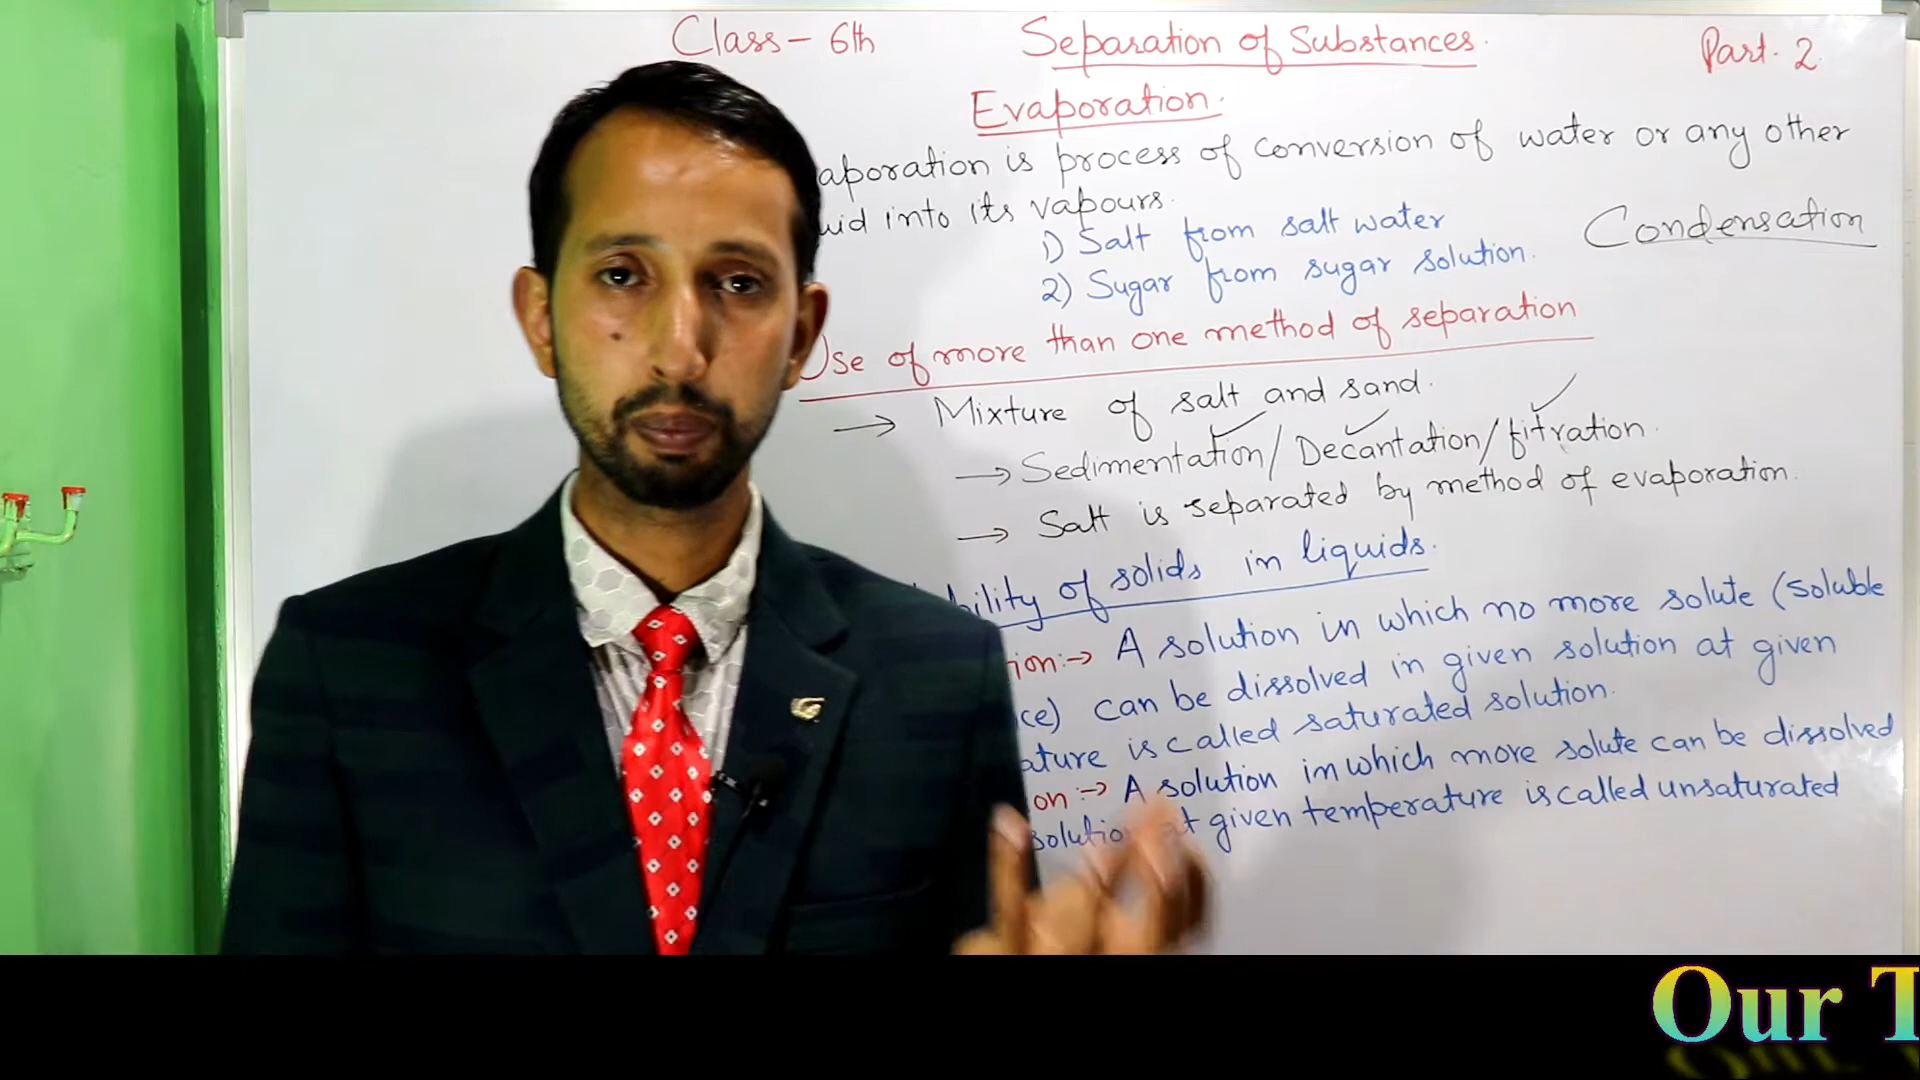 Class - 6th Separation of Substances. Part. 2
Evaporation.
aporation is process of conversion of water or any other
uid into its vapours.
1) Salt from salt water
Condensation
2) Sugar from sugar solution.
Use of more than one method of separation
→ Mixture of salt and sand.
→ Sedimentation/Decantation/fitration.
→ Salt is separated by method of evaporation.
bility of solids in liquids.
ion:→ A solution in which no more solute (soluble
ce) can be dissolved in given solution at given
ature is called saturated solution.
on:→ A solution in which more solute can be dissolved
solution at given temperature is called unsaturated
Our T